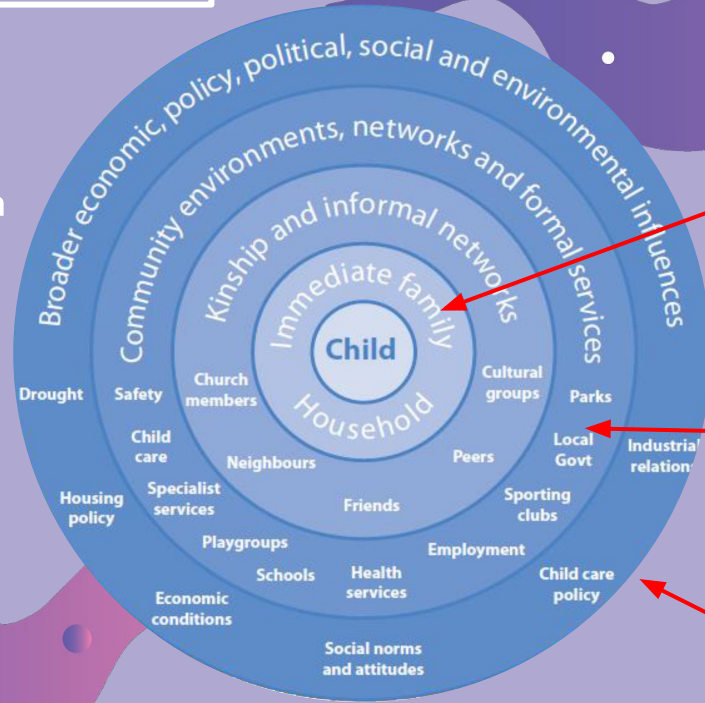 Broader economic, policy, political, social and environmental influences
Community environments, networks and formal services
Kinship and informal networks
Immediate family
Child
Household
Church
members
Cultural
groups
Neighbours
Peers
Friends
Drought
Safety
Parks
Child
care
Local
Govt
Industrial
Housing
policy
Specialist
services
Sporting
clubs
Playgroups
Employment
Schools
Health
services
Child care
policy
Economic
conditions
Social norms
and attitudes